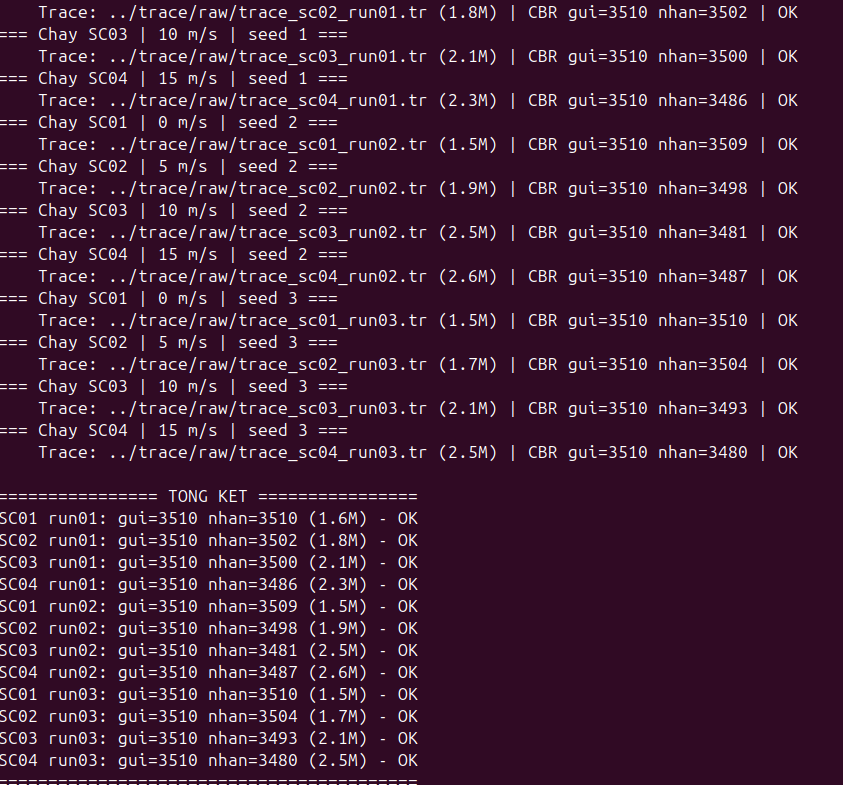 Trace: ../trace/raw/trace_sc02_run01.tr (1.8M) | CBR gui=3510 nhan=3502 | OK
=== Chay SC03 | 10 m/s | seed 1 ===
Trace: ../trace/raw/trace_sc03_run01.tr (2.1M) | CBR gui=3510 nhan=3500 | OK
=== Chay SC04 | 15 m/s | seed 1 ===
Trace: ../trace/raw/trace_sc04_run01.tr (2.3M) | CBR gui=3510 nhan=3486 | OK
=== Chay SC01 | 0 m/s | seed 2 ===
Trace: ../trace/raw/trace_sc01_run02.tr (1.5M) | CBR gui=3510 nhan=3509 | OK
=== Chay SC02 | 5 m/s | seed 2 ===
Trace: ../trace/raw/trace_sc02_run02.tr (1.9M) | CBR gui=3510 nhan=3498 | OK
=== Chay SC03 | 10 m/s | seed 2 ===
Trace: ../trace/raw/trace_sc03_run02.tr (2.5M) | CBR gui=3510 nhan=3481 | OK
=== Chay SC04 | 15 m/s | seed 2 ===
Trace: ../trace/raw/trace_sc04_run02.tr (2.6M) | CBR gui=3510 nhan=3487 | OK
=== Chay SC01 | 0 m/s | seed 3 ===
Trace: ../trace/raw/trace_sc01_run03.tr (1.5M) | CBR gui=3510 nhan=3510 | OK
=== Chay SC02 | 5 m/s | seed 3 ===
Trace: ../trace/raw/trace_sc02_run03.tr (1.7M) | CBR gui=3510 nhan=3504 | OK
=== Chay SC03 | 10 m/s | seed 3 ===
Trace: ../trace/raw/trace_sc03_run03.tr (2.1M) | CBR gui=3510 nhan=3493 | OK
=== Chay SC04 | 15 m/s | seed 3 ===
Trace: ../trace/raw/trace_sc04_run03.tr (2.5M) | CBR gui=3510 nhan=3480 | OK
================ TONG KET ================
SC01 run01: gui=3510 nhan=3510 (1.6M) - OK
SC02 run01: gui=3510 nhan=3502 (1.8M) - OK
SC03 run01: gui=3510 nhan=3500 (2.1M) - OK
SC04 run01: gui=3510 nhan=3486 (2.3M) - OK
SC01 run02: gui=3510 nhan=3509 (1.5M) - OK
SC02 run02: gui=3510 nhan=3498 (1.9M) - OK
SC03 run02: gui=3510 nhan=3481 (2.5M) - OK
SC04 run02: gui=3510 nhan=3487 (2.6M) - OK
SC01 run03: gui=3510 nhan=3510 (1.5M) - OK
SC02 run03: gui=3510 nhan=3504 (1.7M) - OK
SC03 run03: gui=3510 nhan=3493 (2.1M) - OK
SC04 run03: gui=3510 nhan=3480 (2.5M) - OK
==========================================